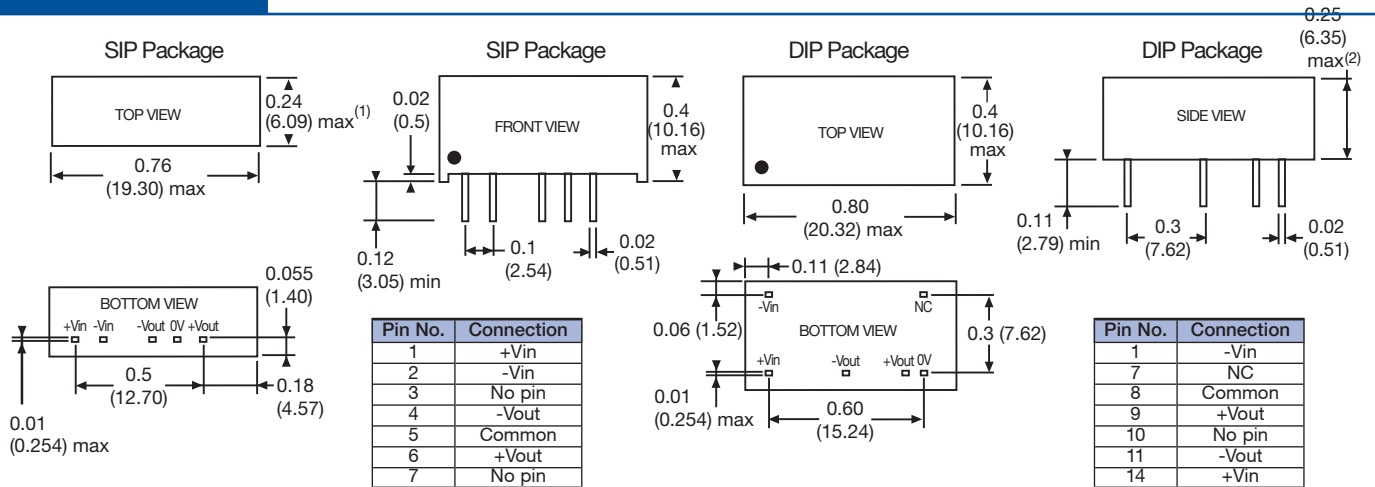 SIP Package
TOP VIEW
0.24
(6.09) max(1)
0.76
(19.30) max
SIP Package
0.02
(0.5)
FRONT VIEW
0.4
(10.16)
max
0.12
(3.05) min
0.1
(2.54)
0.02
(0.51)
DIP Package
TOP VIEW
0.4
(10.16)
max
0.80
(20.32) max
DIP Package
0.25
(6.35)
max(2)
SIDE VIEW
0.11
(2.79) min
0.3
(7.62)
0.02
(0.51)
BOTTOM VIEW
+Vin -Vin -Vout 0V +Vout
0.055
(1.40)
0.5
(12.70)
0.18
(4.57)
0.01
(0.254) max
Pin No. Connection
1 +Vin
2 -Vin
3 No pin
4 -Vout
5 Common
6 +Vout
7 No pin
0.11 (2.84)
-Vin NC
0.06 (1.52)
BOTTOM VIEW
0.3 (7.62)
+Vin -Vout +Vout 0V
0.01
(0.254) max
0.60
(15.24)
Pin No. Connection
1 -Vin
7 NC
8 Common
9 +Vout
10 No pin
11 -Vout
14 +Vin